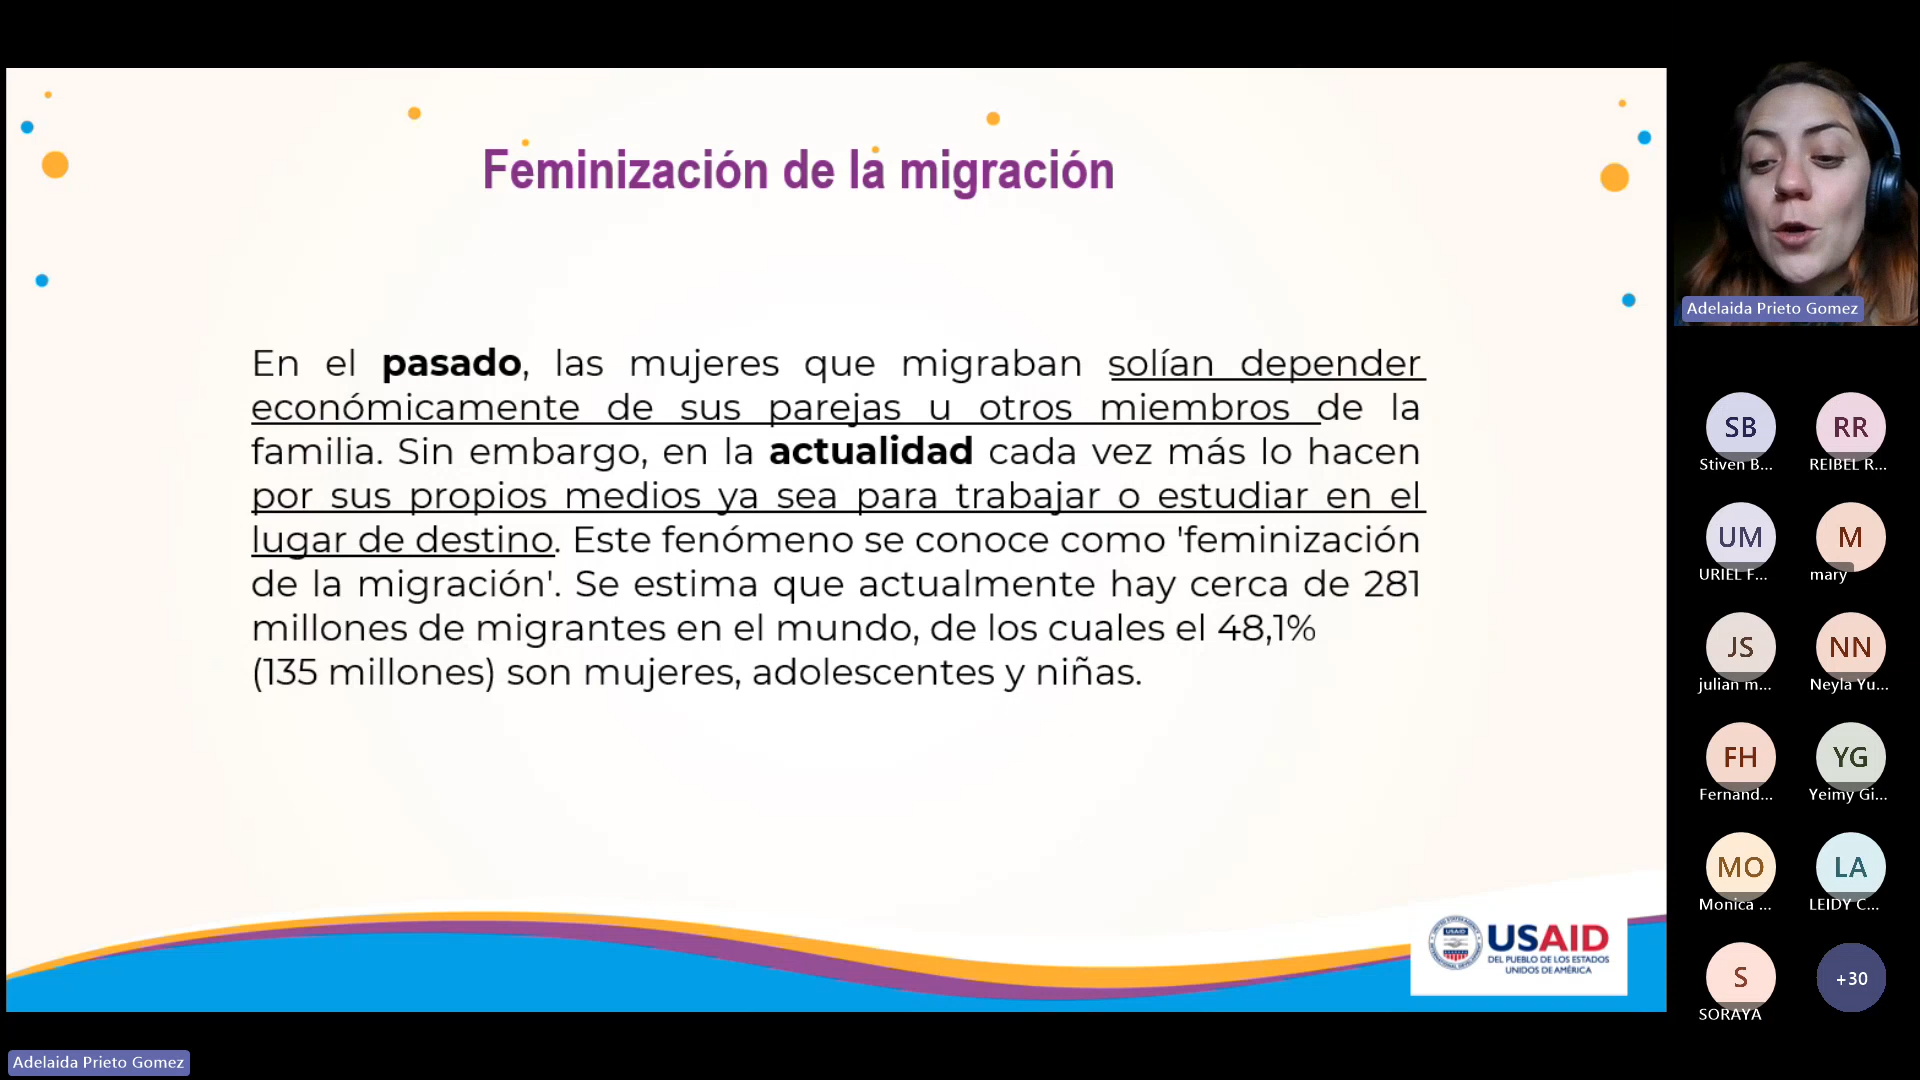 Feminización de la migración
En el pasado, las mujeres que migraban solían depender
económicamente de sus parejas u otros miembros de la
familia. Sin embargo, en la actualidad cada vez más lo hacen
por sus propios medios ya sea para trabajar o estudiar en el
lugar de destino. Este fenómeno se conoce como 'feminización
de la migración'. Se estima que actualmente hay cerca de 281
millones de migrantes en el mundo, de los cuales el 48,1%
(135 millones) son mujeres, adolescentes y niñas.
USAID
DEL PUEBLO DE LOS ESTADOS
UNIDOS DE AMÉRICA
Adelaida Prieto Gomez
SB
Stiven B...
RR
REIBEL R...
UM
URIEL F...
M
mary
JS
julian m...
NN
Neyla Yu...
FH
Fernand...
YG
Yeimy Gi...
MO
Monica ...
LA
LEIDY C...
S
SORAYA
+30
Adelaida Prieto Gomez